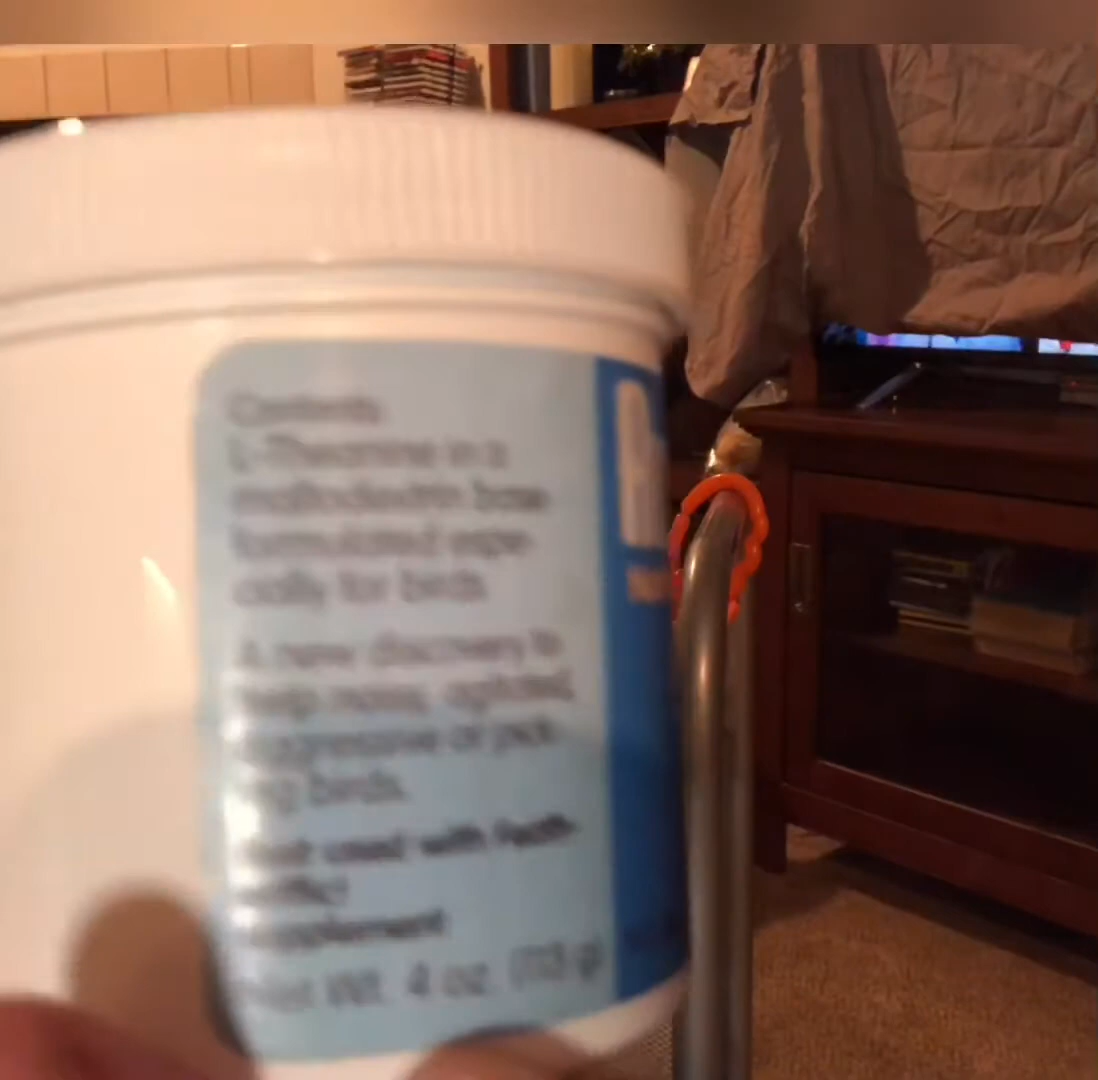 Contents:
L-Theanine in a
maltodextrin base
formulated espe-
cially for birds.
A new discovery to
help noisy, agitated,
aggressive or pick-
ing birds.
Best used with
supplement
Net Wt. 4 oz. (113 g)